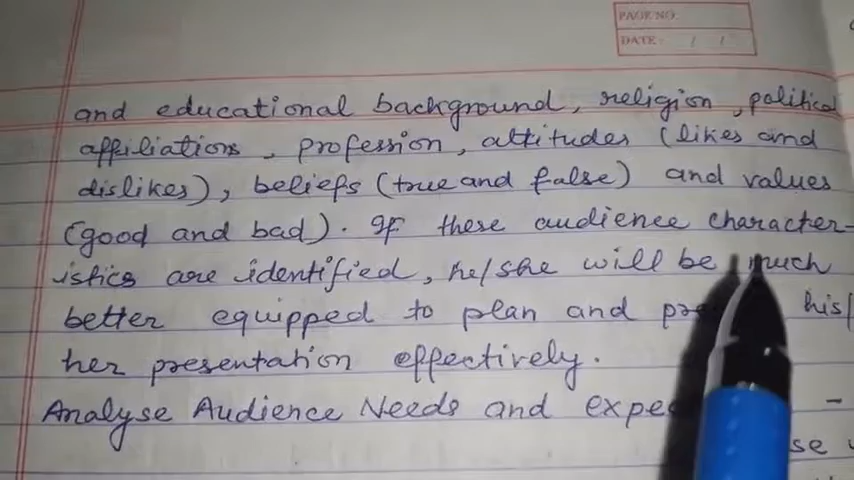 PAGE NO.
DATE: / /
and educational background, religion, political
affiliations, profession, attitudes (likes and
dislikes), beliefs (true and false) and values
(good and bad). If these audience character-
istics are identified, he/she will be much
better equipped to plan and his/
her presentation effectively.
Analyse Audience Needs and -